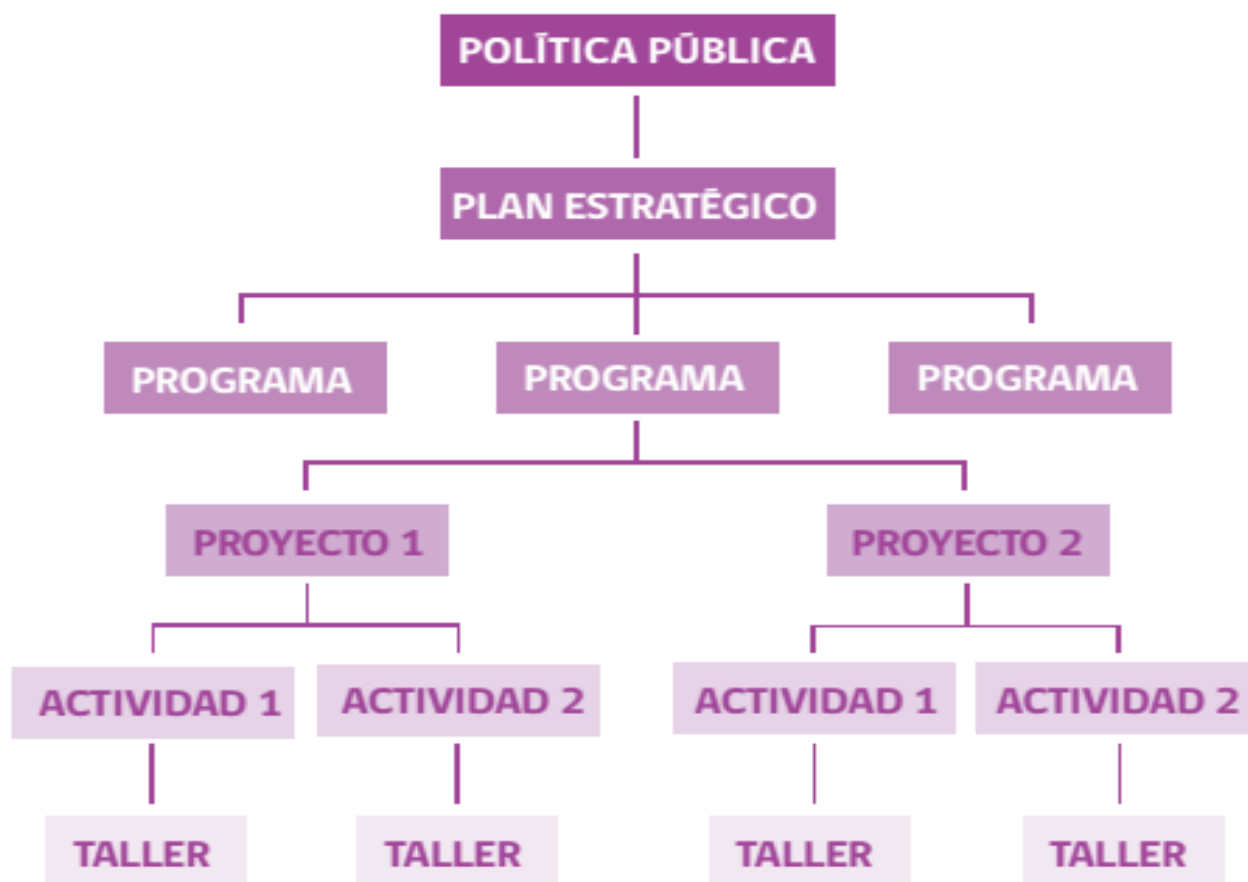 POLÍTICA PÚBLICA
PLAN ESTRATÉGICO
PROGRAMA
PROGRAMA
PROGRAMA
PROYECTO 1
PROYECTO 2
ACTIVIDAD 1
ACTIVIDAD 2
ACTIVIDAD 1
ACTIVIDAD 2
TALLER
TALLER
TALLER
TALLER